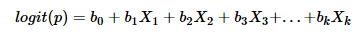 logit(p) = b₀ + b₁X₁ + b₂X₂ + b₃X₃+...+bₖXₖ